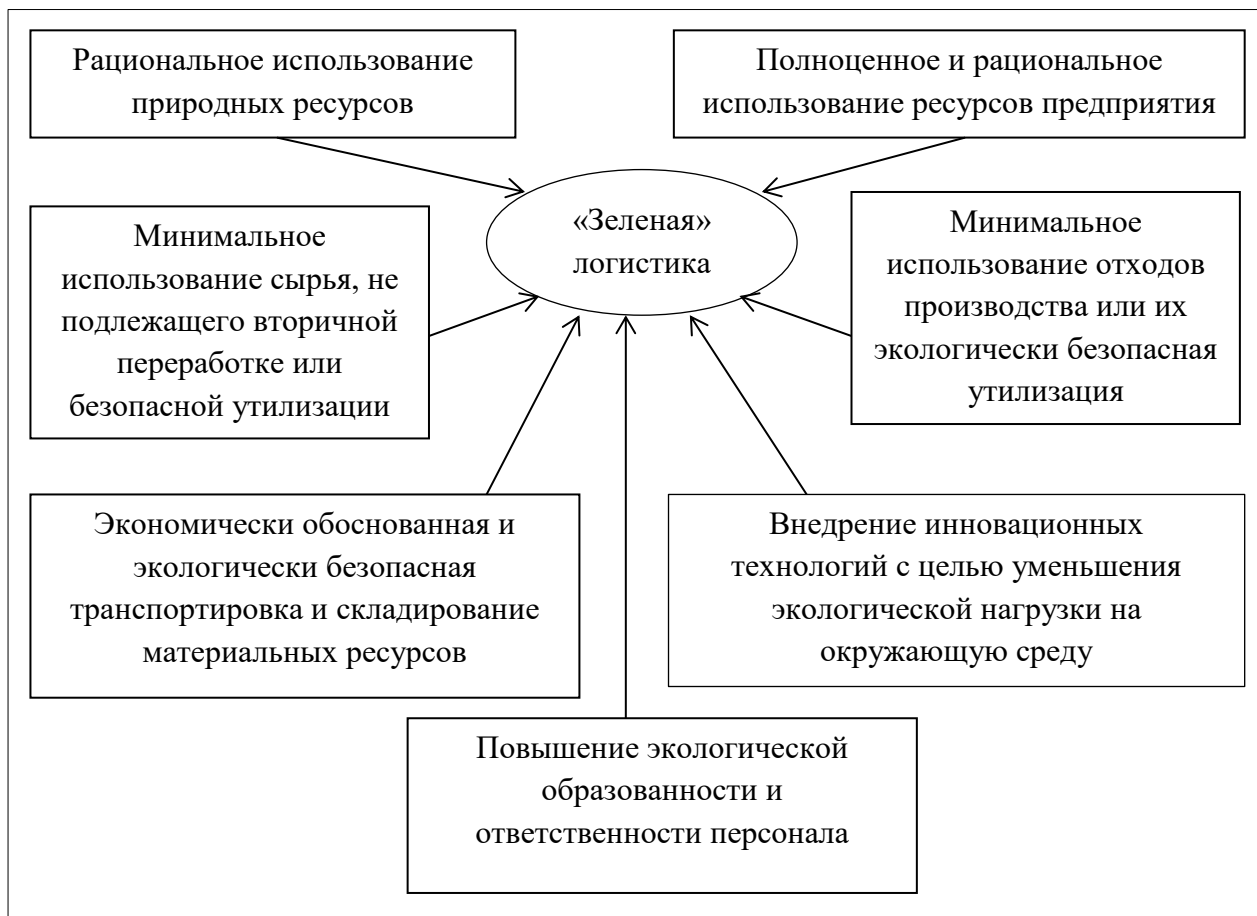 Рациональное использование
природных ресурсов
Полноценное и рациональное
использование ресурсов предприятия
«Зеленая»
логистика
Минимальное
использование сырья, не
подлежащего вторичной
переработке или
безопасной утилизации
Минимальное
использование отходов
производства или их
экологически безопасная
утилизация
Экономически обоснованная и
экологически безопасная
транспортировка и складирование
материальных ресурсов
Внедрение инновационных
технологий с целью уменьшения
экологической нагрузки на
окружающую среду
Повышение экологической
образованности и
ответственности персонала